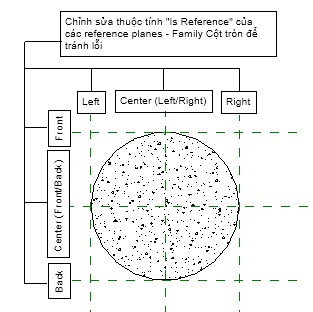 Chỉnh sửa thuộc tính "Is Reference" của
các reference planes - Family Cột tròn để
tránh lỗi
Left
Center (Left/Right)
Right
Front
Center (Front/Back)
Back